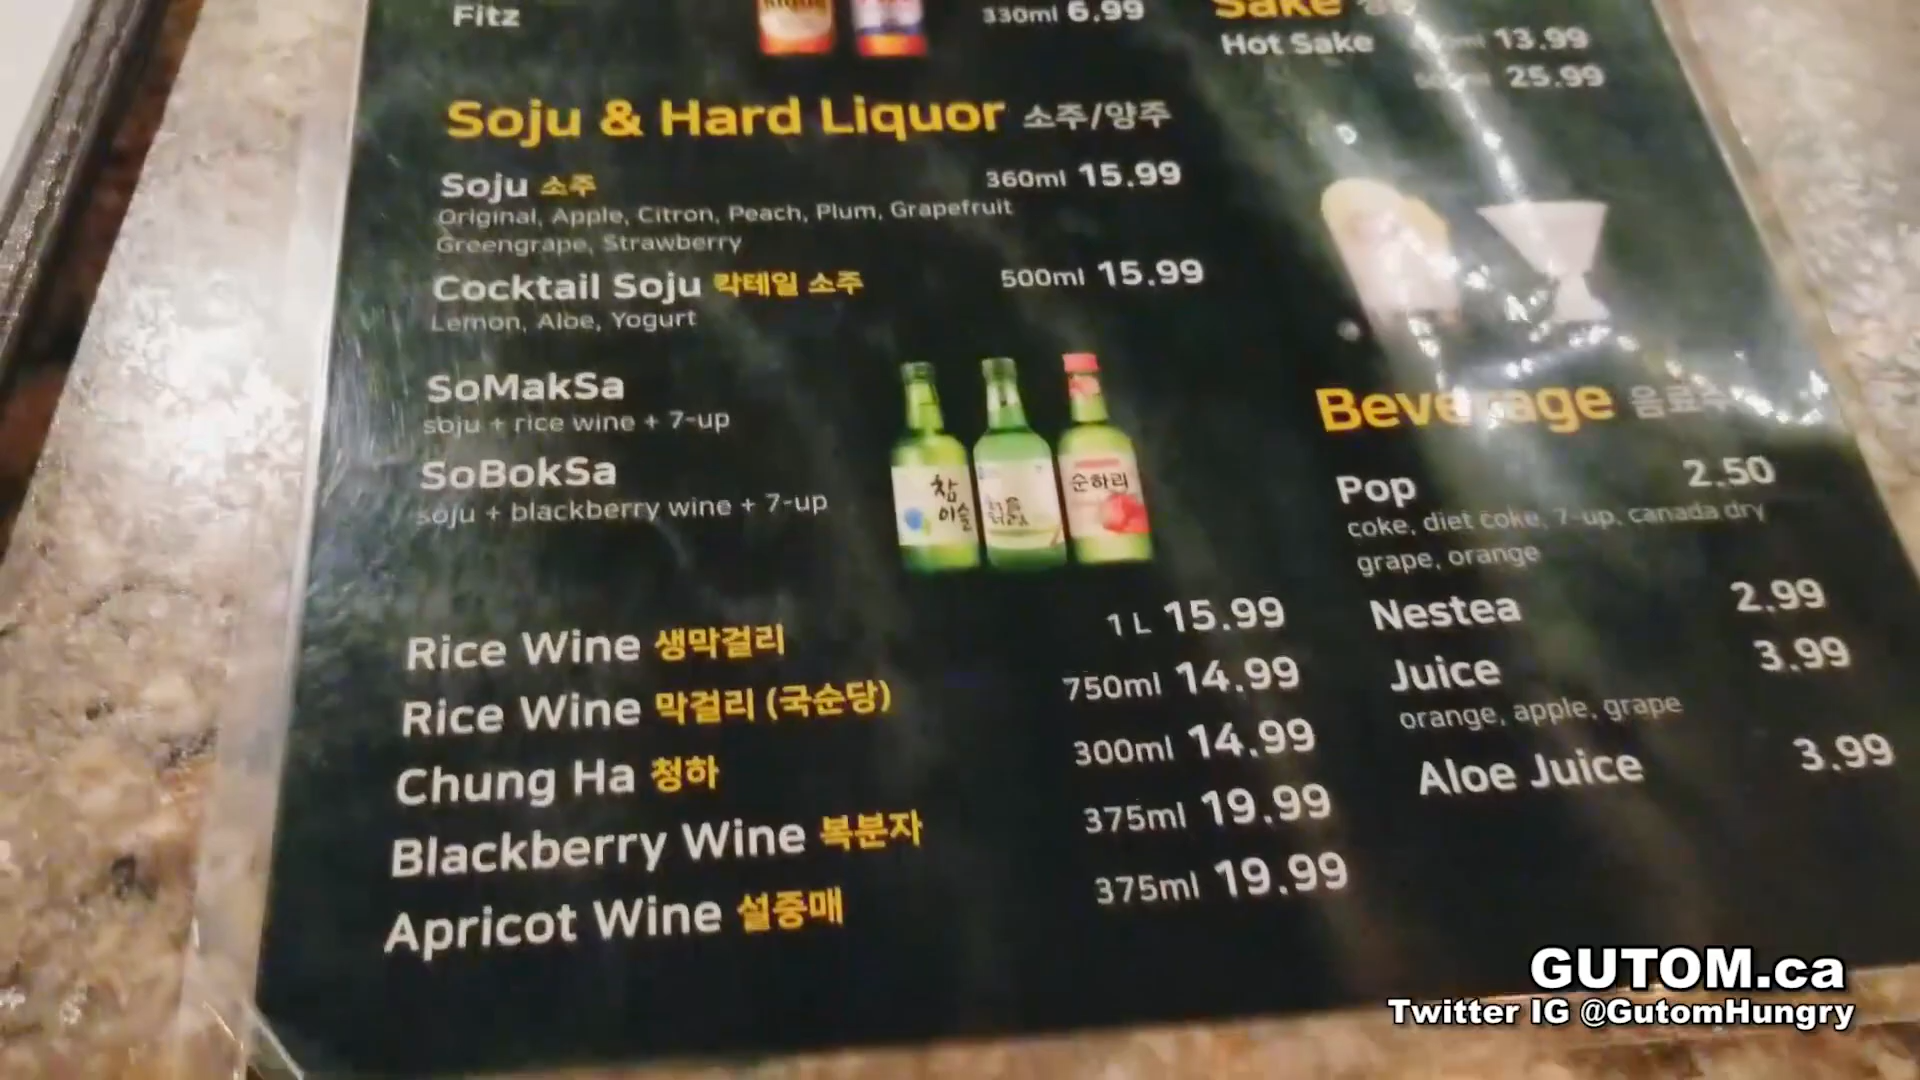 Fitz
330ml 6.99
Soju & Hard Liquor 소주/양주
Soju 소주 360ml 15.99
Original, Apple, Citron, Peach, Plum, Grapefruit
Greengrape, Strawberry
Cocktail Soju 칵테일 소주 500ml 15.99
Lemon, Aloe, Yogurt
SoMakSa
soju + rice wine + 7-up
SoBokSa
soju + blackberry wine + 7-up
참
이슬
순하리
Rice Wine 생막걸리 1 L 15.99
Rice Wine 막걸리 (국순당) 750ml 14.99
Chung Ha 청하 300ml 14.99
Blackberry Wine 복분자 375ml 19.99
Apricot Wine 설중매 375ml 19.99
Sake
Hot Sake 13.99
25.99
Beverage
Pop 2.50
coke, diet coke, 7-up, canada dry
grape, orange
Nestea 2.99
Juice 3.99
orange, apple, grape
Aloe Juice 3.99
GUTOM.ca
Twitter IG @GutomHungry